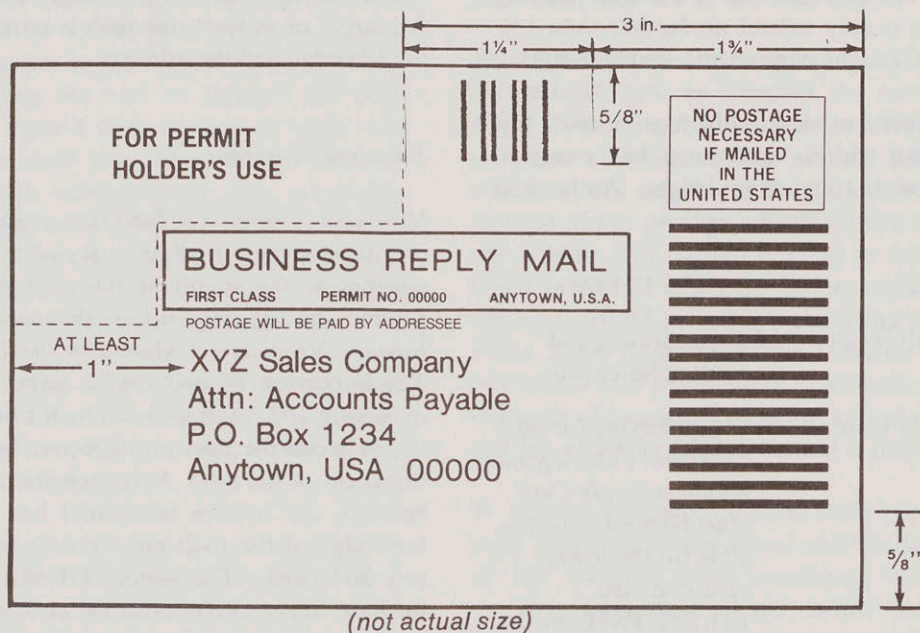 3 in.
1¼" 1¾"
5/8"
FOR PERMIT
HOLDER'S USE
NO POSTAGE
NECESSARY
IF MAILED
IN THE
UNITED STATES
BUSINESS REPLY MAIL
FIRST CLASS PERMIT NO. 00000 ANYTOWN, U.S.A.
POSTAGE WILL BE PAID BY ADDRESSEE
AT LEAST
1"
XYZ Sales Company
Attn: Accounts Payable
P.O. Box 1234
Anytown, USA 00000
5/8"
(not actual size)